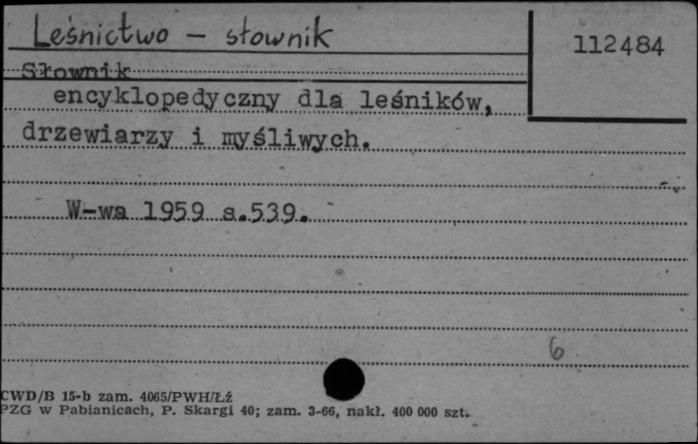 Leśnictwo – słownik
112484
Słownik
encyklopedyczny dla leśników,
drzewiarzy i myśliwych.
W-wa 1959 s.539.
6
CWD/B 15-b zam. 4065/PWH/Łź
PZG w Pabianicach, P. Skargi 40; zam. 3-66, nakł. 400 000 szt.